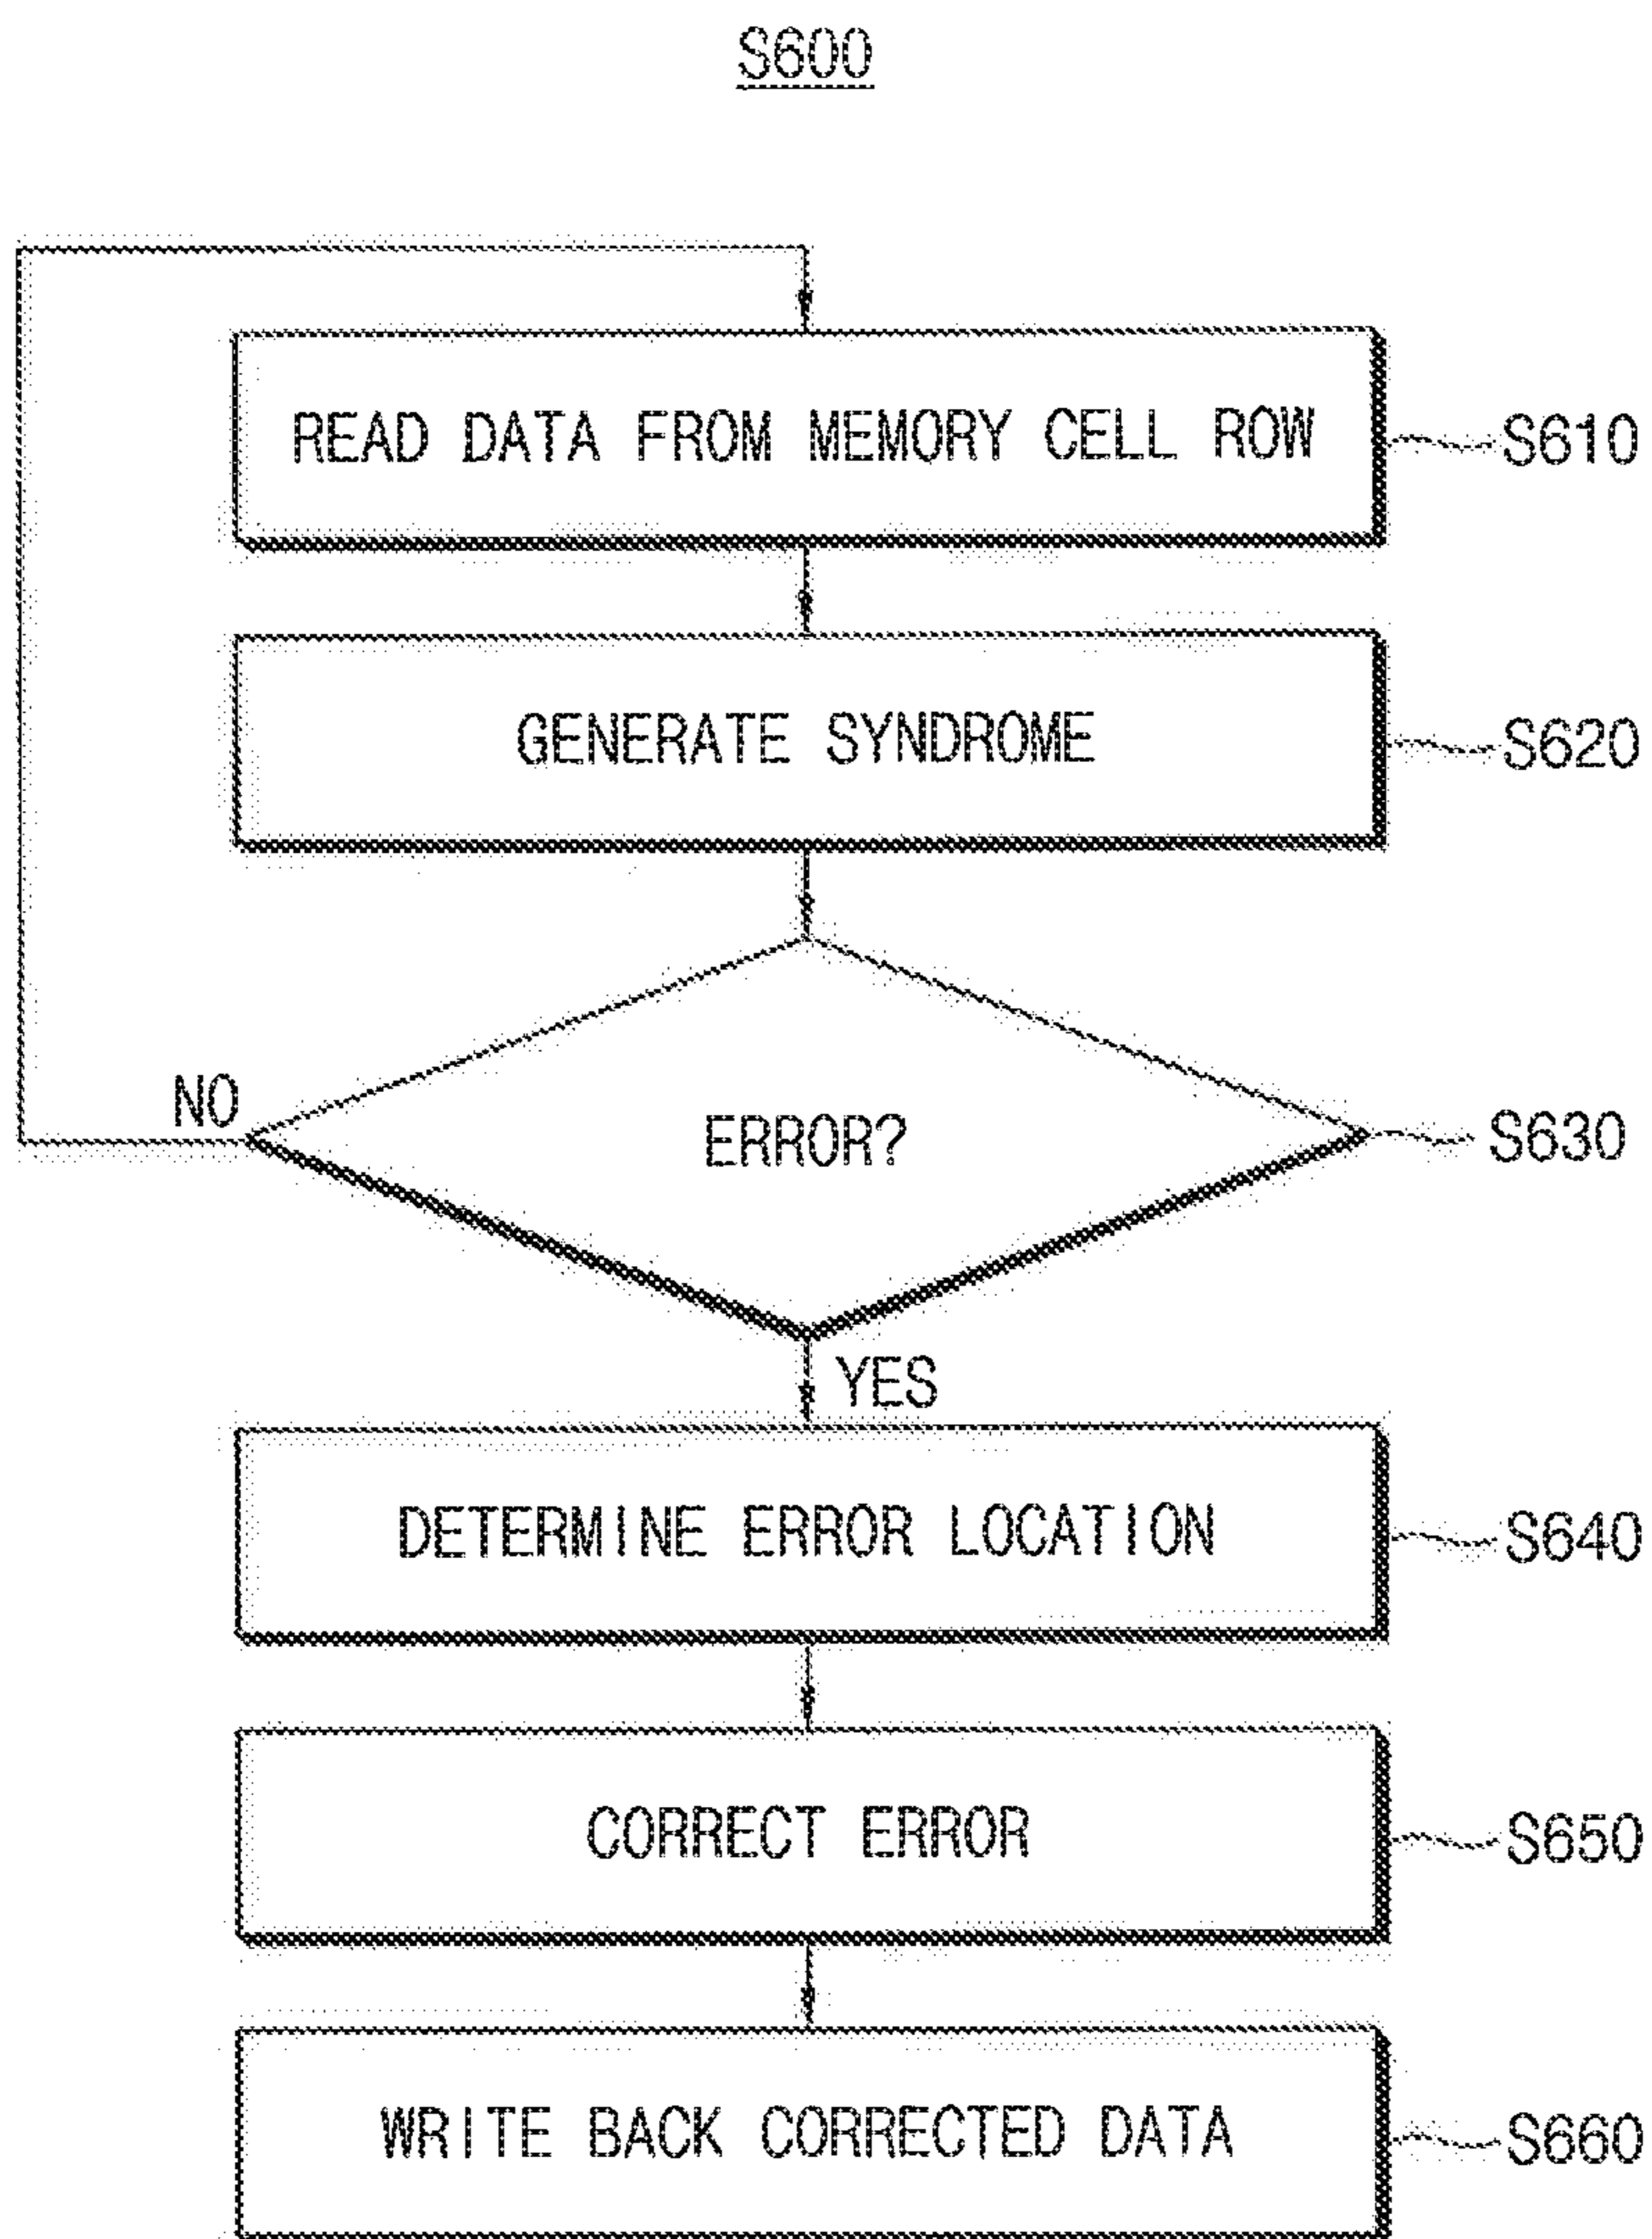 S600
READ DATA FROM MEMORY CELL ROW
S610
GENERATE SYNDROME
S620
NO
ERROR?
S630
YES
DETERMINE ERROR LOCATION
S640
CORRECT ERROR
S650
WRITE BACK CORRECTED DATA
S660